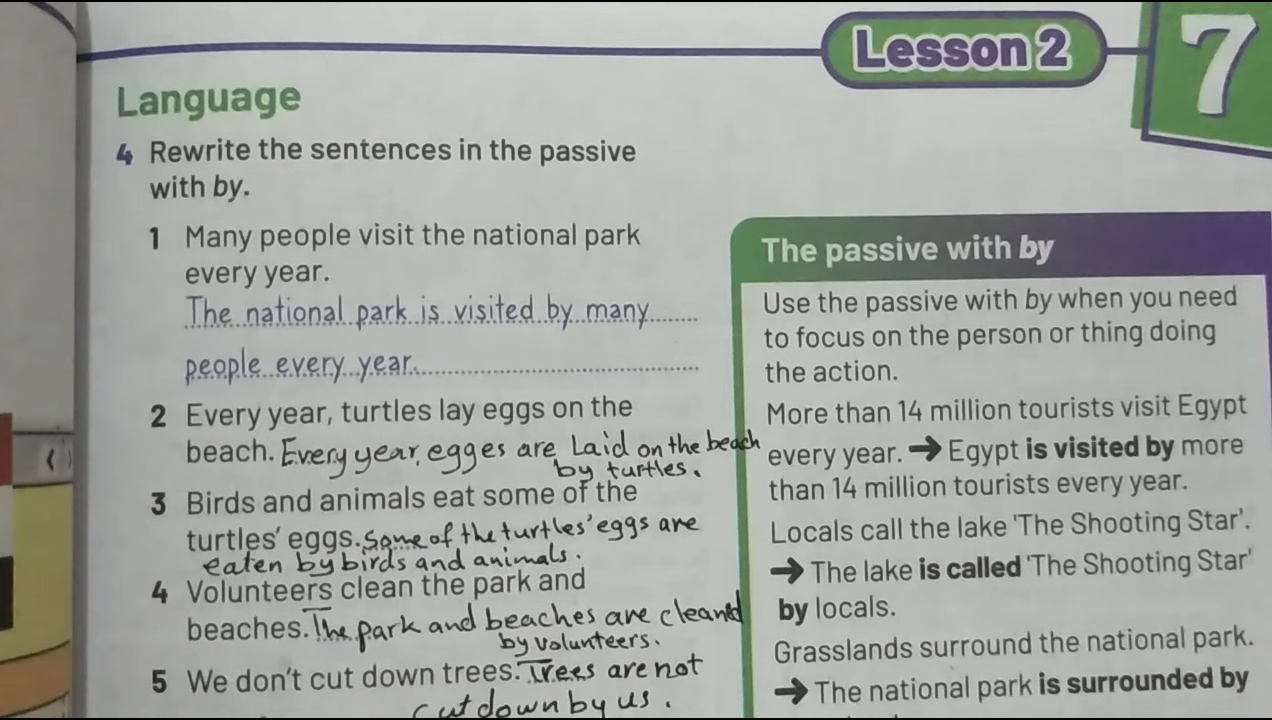 Lesson 2
7
Language
4 Rewrite the sentences in the passive
with by.
1 Many people visit the national park
every year.
The national park is visited by many
people every year.
2 Every year, turtles lay eggs on the
beach. Every year, egges are Laid on the beach
by turtles.
3 Birds and animals eat some of the
turtles' eggs. Some of the turtles' eggs are
eaten by birds and animals.
4 Volunteers clean the park and
beaches. The park and beaches are cleaned
by volunteers.
5 We don't cut down trees. Trees are not
cut down by us.
The passive with by
Use the passive with by when you need
to focus on the person or thing doing
the action.
More than 14 million tourists visit Egypt
every year. → Egypt is visited by more
than 14 million tourists every year.
Locals call the lake 'The Shooting Star'.
→ The lake is called 'The Shooting Star'
by locals.
Grasslands surround the national park.
→ The national park is surrounded by